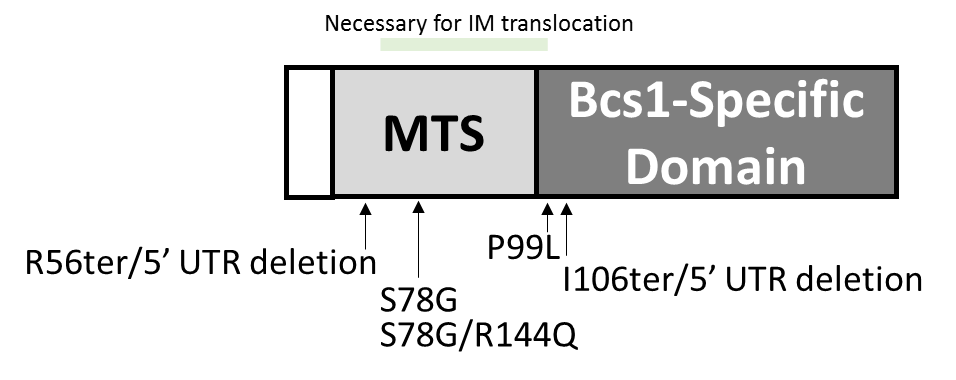 Necessary for IM translocation
MTS
Bcs1-Specific
Domain
R56ter/5’ UTR deletion
P99L
I106ter/5’ UTR deletion
S78G
S78G/R144Q